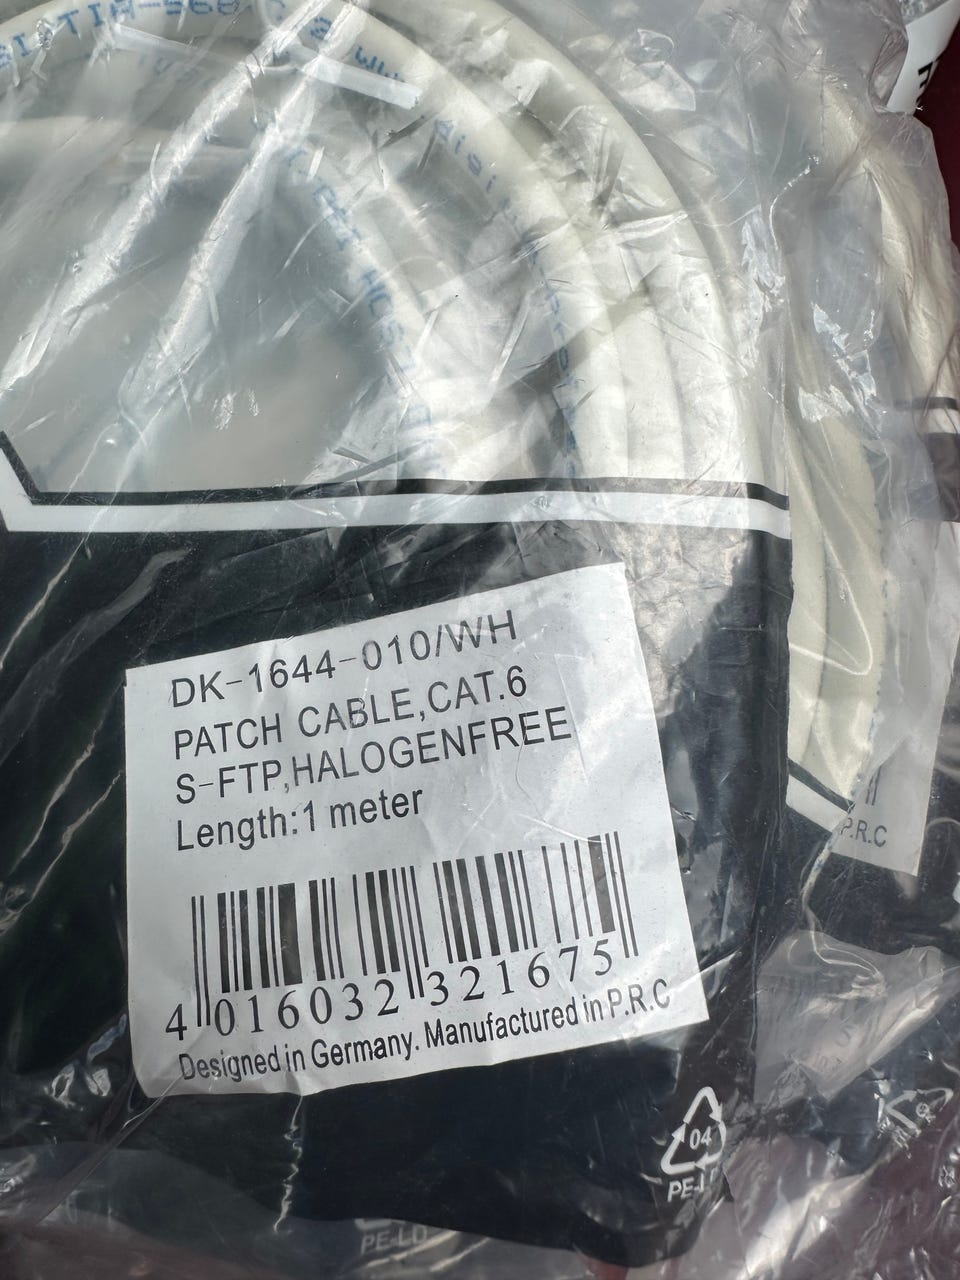 DK-1644-010/WH
PATCH CABLE,CAT.6
S-FTP,HALOGENFREE
Length:1 meter
4 016032 321675
Designed in Germany. Manufactured in P.R.C
P.R.C
04
PE-LD